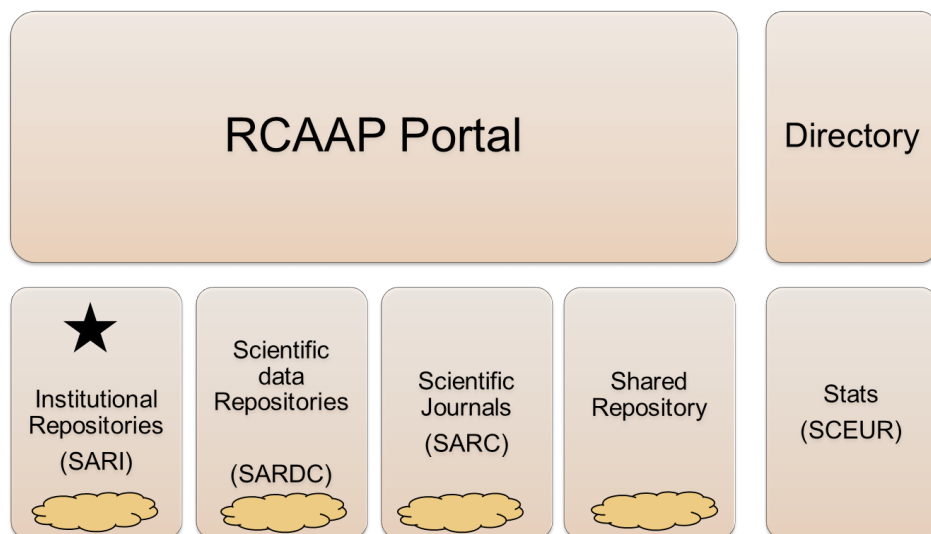 RCAAP Portal
Directory
Institutional
Repositories
(SARI)
Scientific
data
Repositories
(SARDC)
Scientific
Journals
(SARC)
Shared
Repository
Stats
(SCEUR)